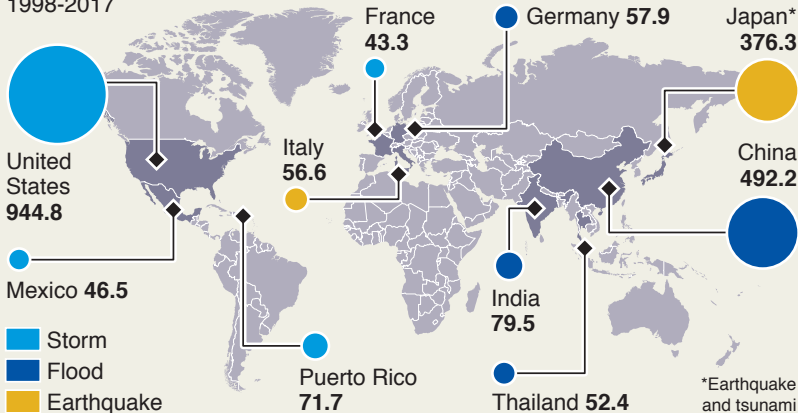 1998-2017
France
43.3
Germany 57.9
Japan*
376.3
United
States
944.8
Italy
56.6
China
492.2
Mexico 46.5
India
79.5
Puerto Rico
71.7
Thailand 52.4
Storm
Flood
Earthquake
*Earthquake
and tsunami